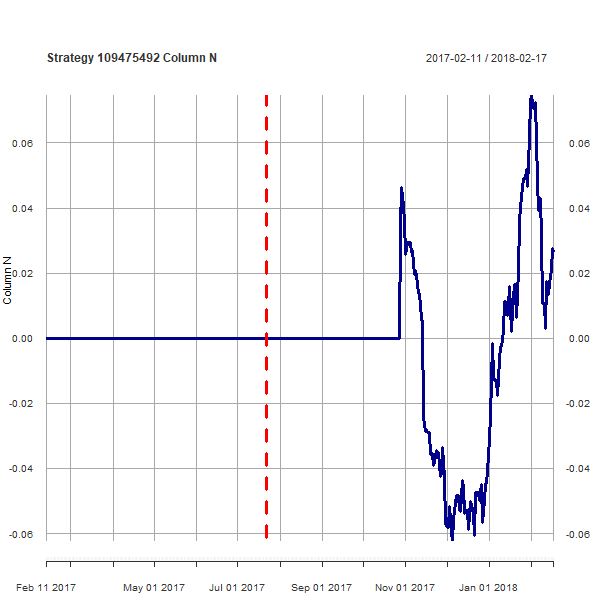 Strategy 109475492 Column N
2017-02-11 / 2018-02-17
0.06
0.04
0.02
0.00
-0.02
-0.04
-0.06
Column N
0.06
0.04
0.02
0.00
-0.02
-0.04
-0.06
Feb 11 2017
May 01 2017
Jul 01 2017
Sep 01 2017
Nov 01 2017
Jan 01 2018